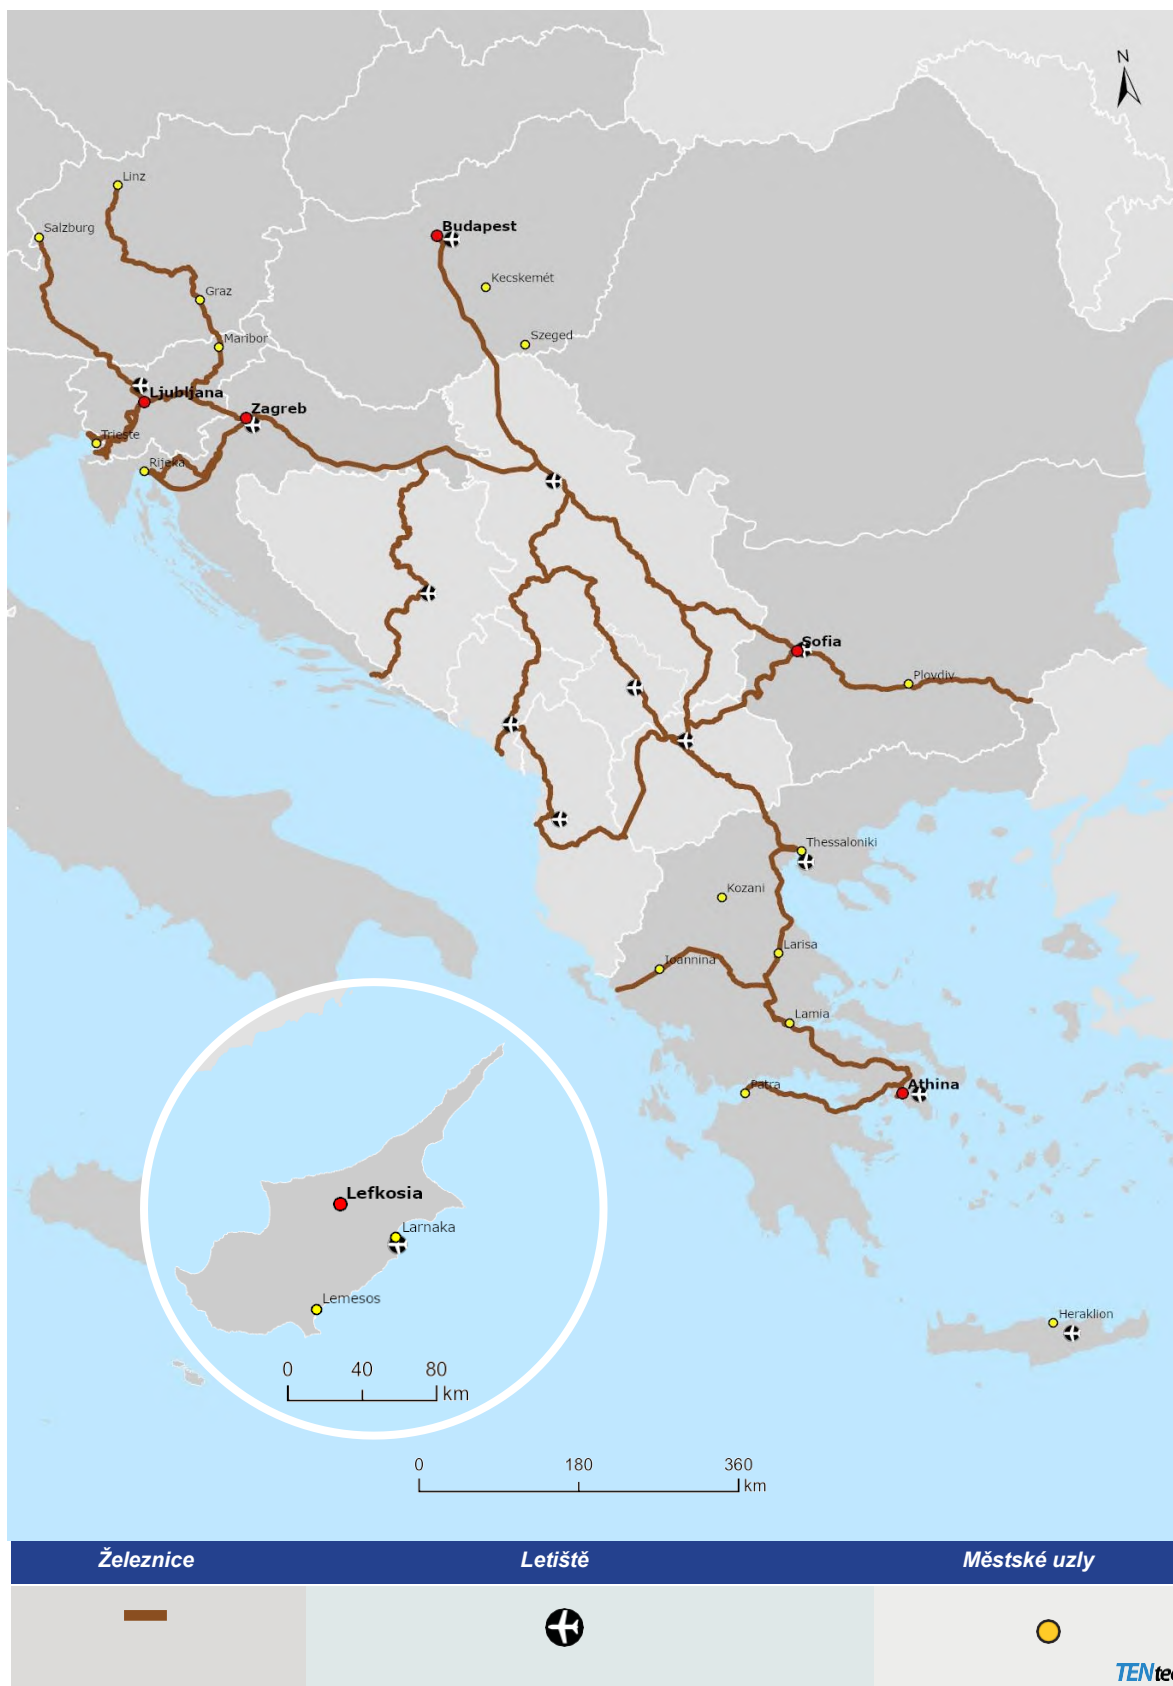 N
Linz
Salzburg
Budapest
Kecskemét
Graz
Szeged
Maribor
Ljubljana
Zagreb
Trieste
Rijeka
Sofia
Plovdiv
Thessaloniki
Kozani
Larisa
Ioannina
Lamia
Patra
Athina
Lefkosia
Larnaka
Lemesos
Heraklion
0 40 80
km
0 180 360
km
Železnice Letiště Městské uzly
TENtec